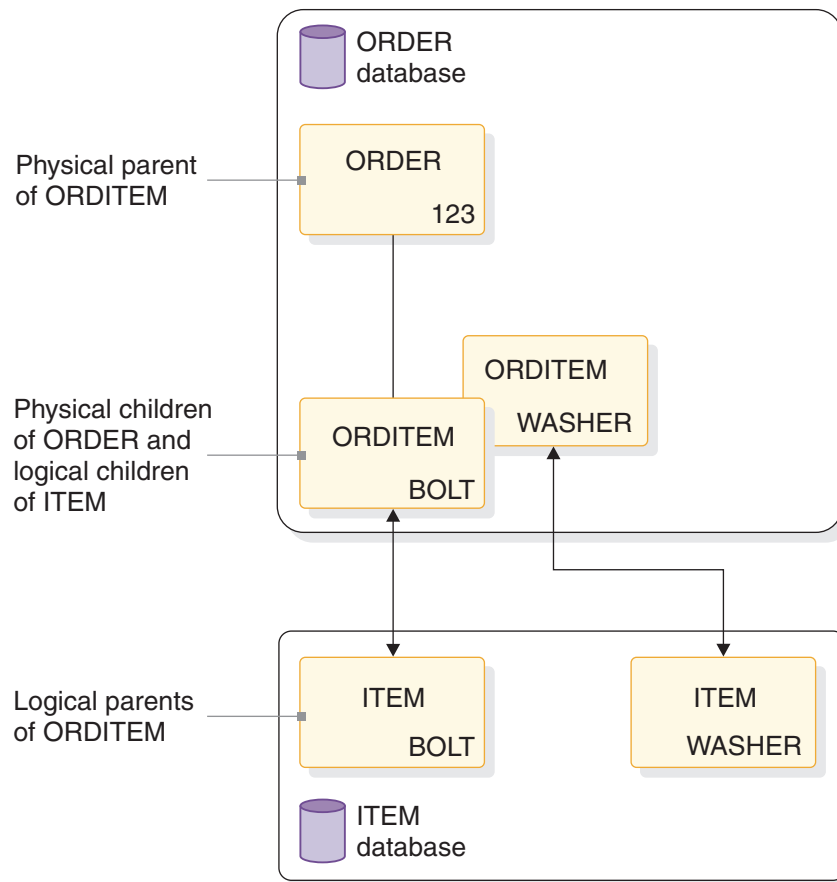 ORDER
database
Physical parent
of ORDITEM
ORDER
123
ORDITEM
WASHER
Physical children
of ORDER and
logical children
of ITEM
ORDITEM
BOLT
Logical parents
of ORDITEM
ITEM
BOLT
ITEM
WASHER
ITEM
database